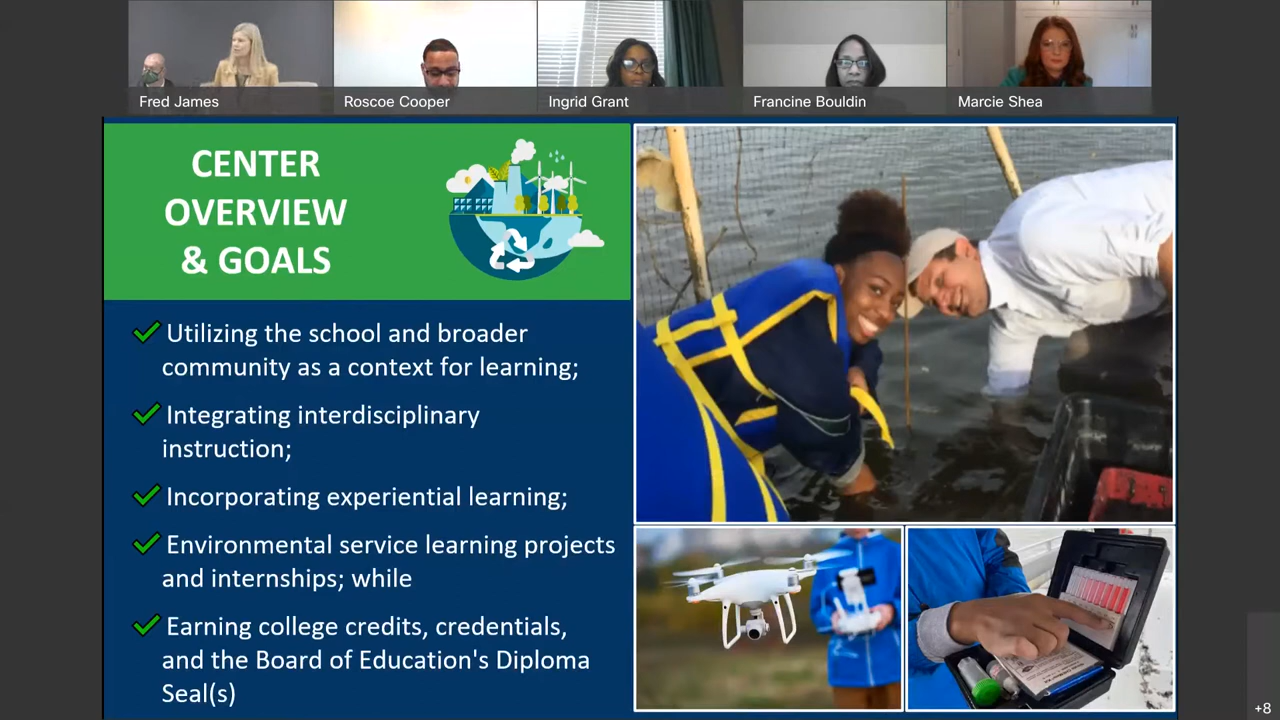 Fred James
Roscoe Cooper
Ingrid Grant
Francine Bouldin
Marcie Shea
CENTER
OVERVIEW
& GOALS
Utilizing the school and broader
community as a context for learning;
Integrating interdisciplinary
instruction;
Incorporating experiential learning;
Environmental service learning projects
and internships; while
Earning college credits, credentials,
and the Board of Education's Diploma
Seal(s)
+8